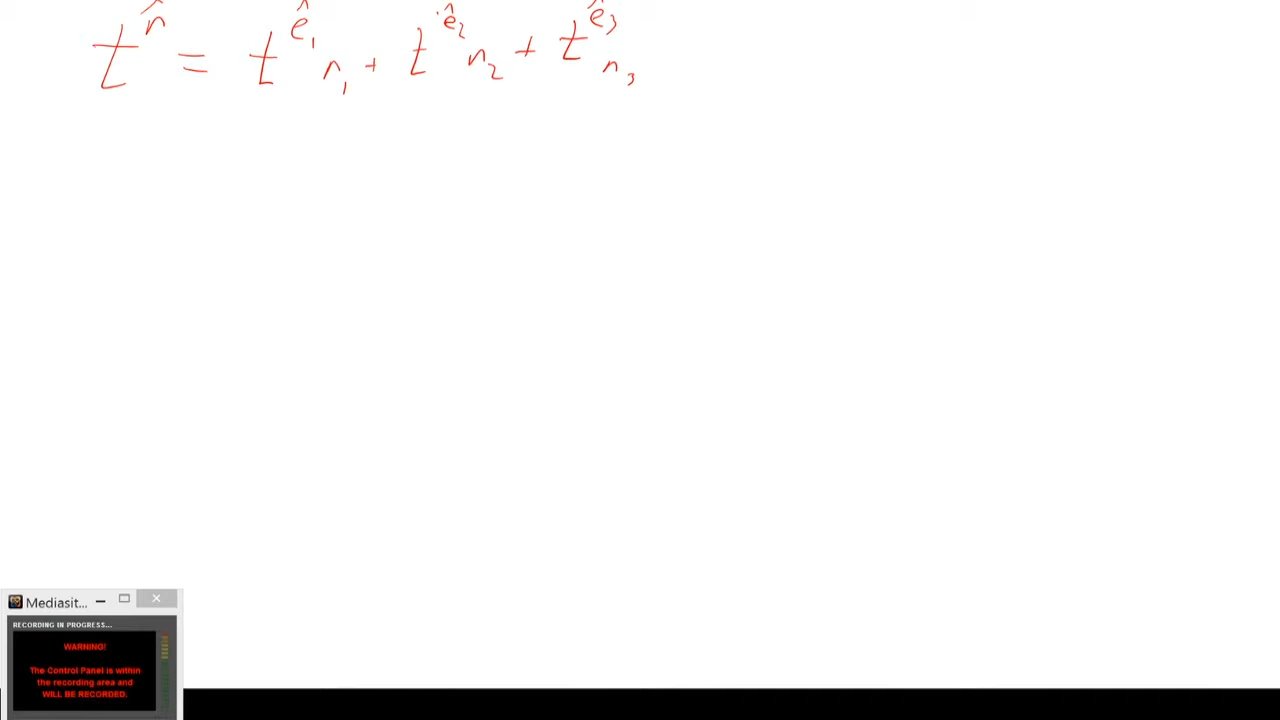 t^n̂ = t^ê₁ n₁ + t^ê₂ n₂ + t^ê₃ n₃
Mediasit...
RECORDING IN PROGRESS...
WARNING!
The Control Panel is within
the recording area and
WILL BE RECORDED.